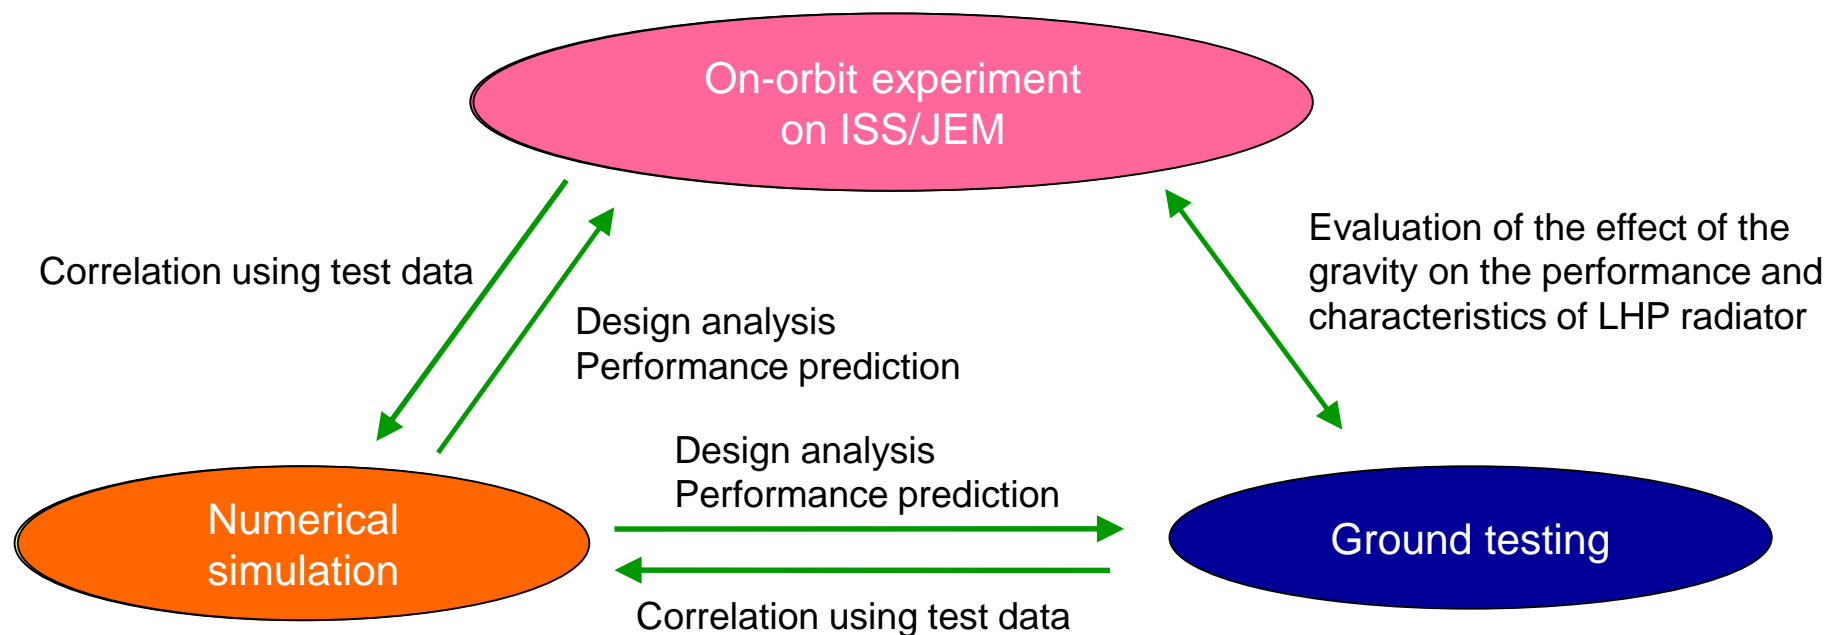 On-orbit experiment
on ISS/JEM
Correlation using test data
Design analysis
Performance prediction
Evaluation of the effect of the
gravity on the performance and
characteristics of LHP radiator
Design analysis
Performance prediction
Numerical
simulation
Ground testing
Correlation using test data